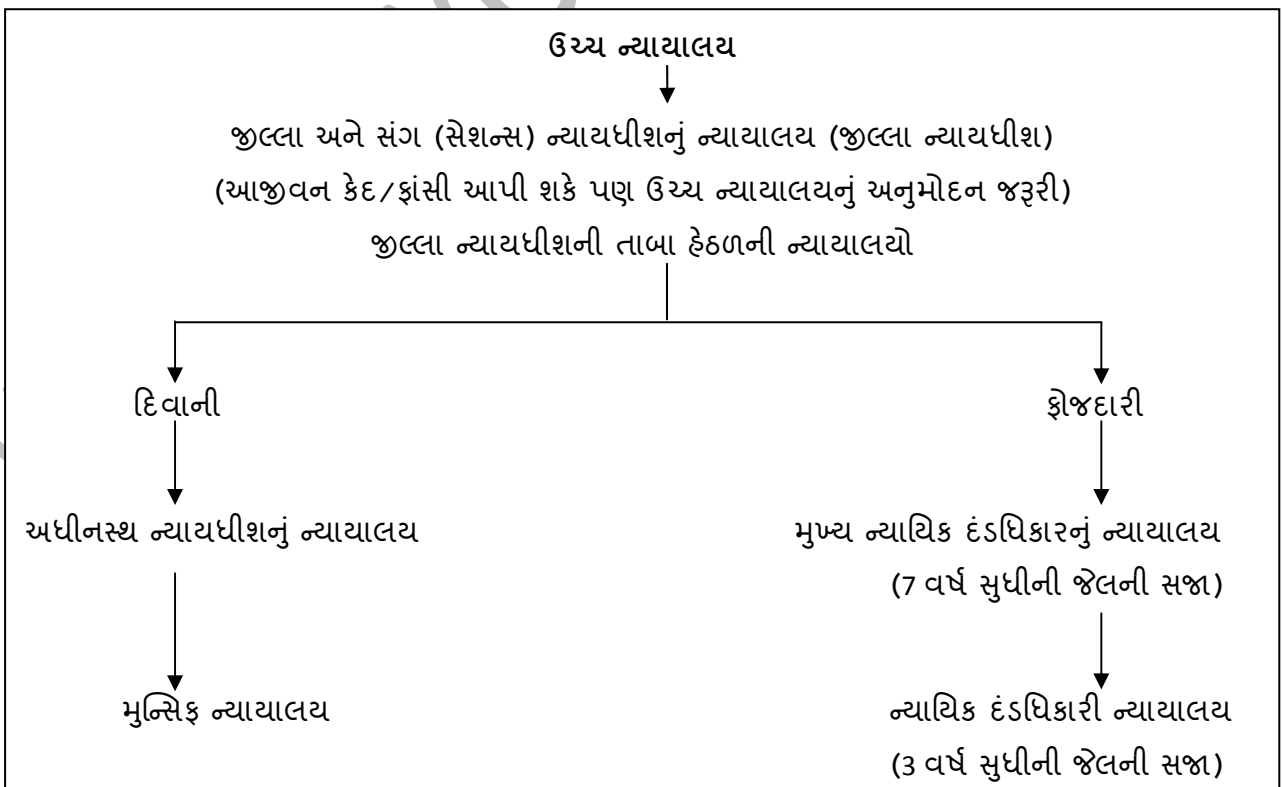 ઉચ્ચ ન્યાયાલય
જીલ્લા અને સંગ (સેશન્સ) ન્યાયધીશનું ન્યાયાલય (જીલ્લા ન્યાયધીશ)
(આજીવન કેદ/ફાંસી આપી શકે પણ ઉચ્ચ ન્યાયાલયનું અનુમોદન જરૂરી)
જીલ્લા ન્યાયધીશની તાબા હેઠળની ન્યાયાલયો
દિવાની
ફોજદારી
અધીનસ્થ ન્યાયધીશનું ન્યાયાલય
મુખ્ય ન્યાયિક દંડધિકારનું ન્યાયાલય
(7 વર્ષ સુધીની જેલની સજા)
મુન્સિફ ન્યાયાલય
ન્યાયિક દંડધિકારી ન્યાયાલય
(3 વર્ષ સુધીની જેલની સજા)